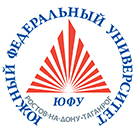 ЮЖНЫЙ ФЕДЕРАЛЬНЫЙ УНИВЕРСИТЕТ
ЮФУ
РОСТОВ-НА-ДОНУ-ТАГАНРОГ